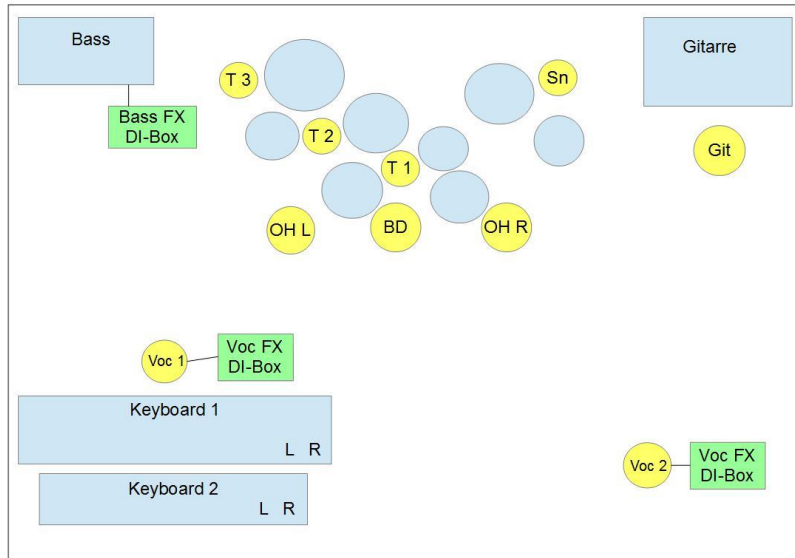 Bass
Gitarre
T 3
Sn
Bass FX
DI-Box
T 2
Git
T 1
OH L
BD
OH R
Voc 1
Voc FX
DI-Box
Keyboard 1
L R
Voc 2
Voc FX
DI-Box
Keyboard 2
L R